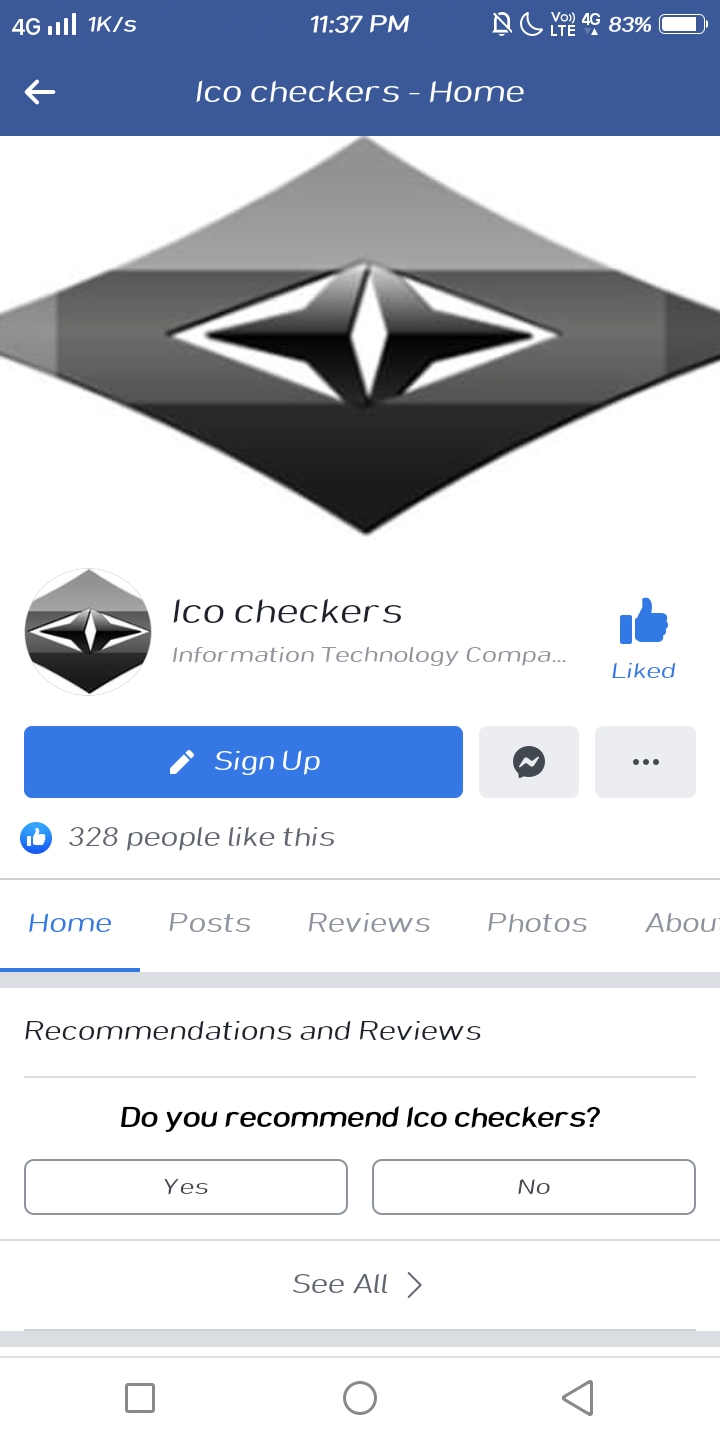 4G 1K/s 11:37 PM VoI) LTE 4G 83%
Ico checkers - Home
Ico checkers
Information Technology Compa...
Liked
Sign Up
328 people like this
Home Posts Reviews Photos Abou
Recommendations and Reviews
Do you recommend Ico checkers?
Yes No
See All